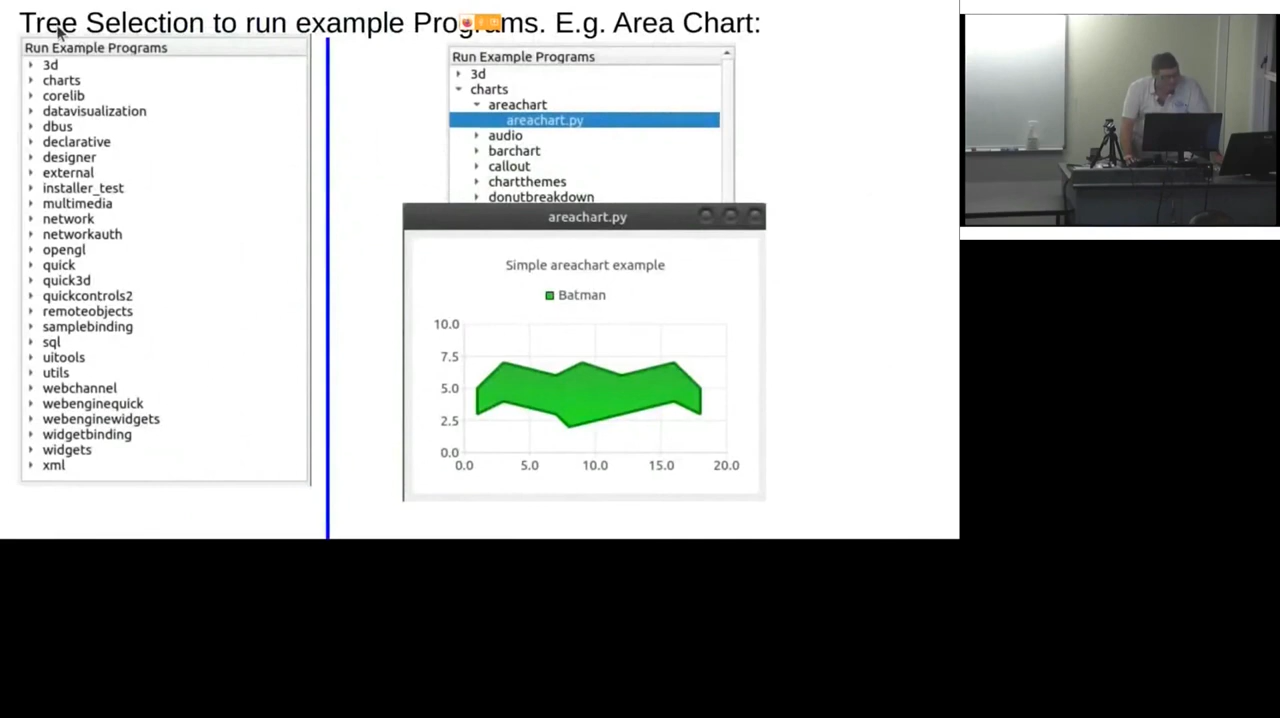 Tree Selection to run example Programs. E.g. Area Chart:
Run Example Programs
3d
charts
corelib
datavisualization
dbus
declarative
designer
external
installer_test
multimedia
network
networkauth
opengl
quick
quick3d
quickcontrols2
remoteobjects
samplebinding
sql
uitools
utils
webchannel
webenginequick
webenginewidgets
widgetbinding
widgets
xml
Run Example Programs
3d
charts
areachart
areachart.py
audio
barchart
callout
chartthemes
donutbreakdown
areachart.py
Simple areachart example
Batman
10.0
7.5
5.0
2.5
0.0
0.0 5.0 10.0 15.0 20.0